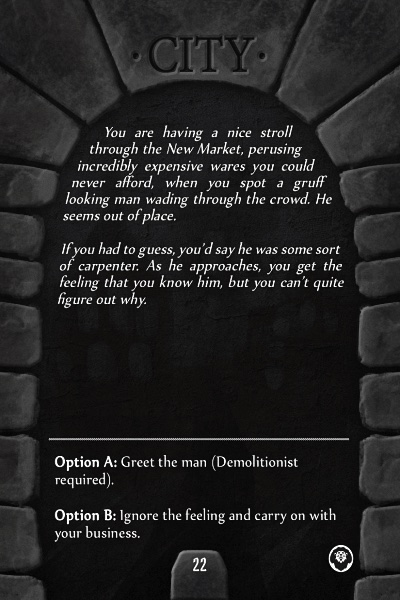 ·CITY·
You are having a nice stroll
through the New Market, perusing
incredibly expensive wares you could
never afford, when you spot a gruff
looking man wading through the crowd. He
seems out of place.
If you had to guess, you'd say he was some sort
of carpenter. As he approaches, you get the
feeling that you know him, but you can't quite
figure out why.
Option A: Greet the man (Demolitionist
required).
Option B: Ignore the feeling and carry on with
your business.
22